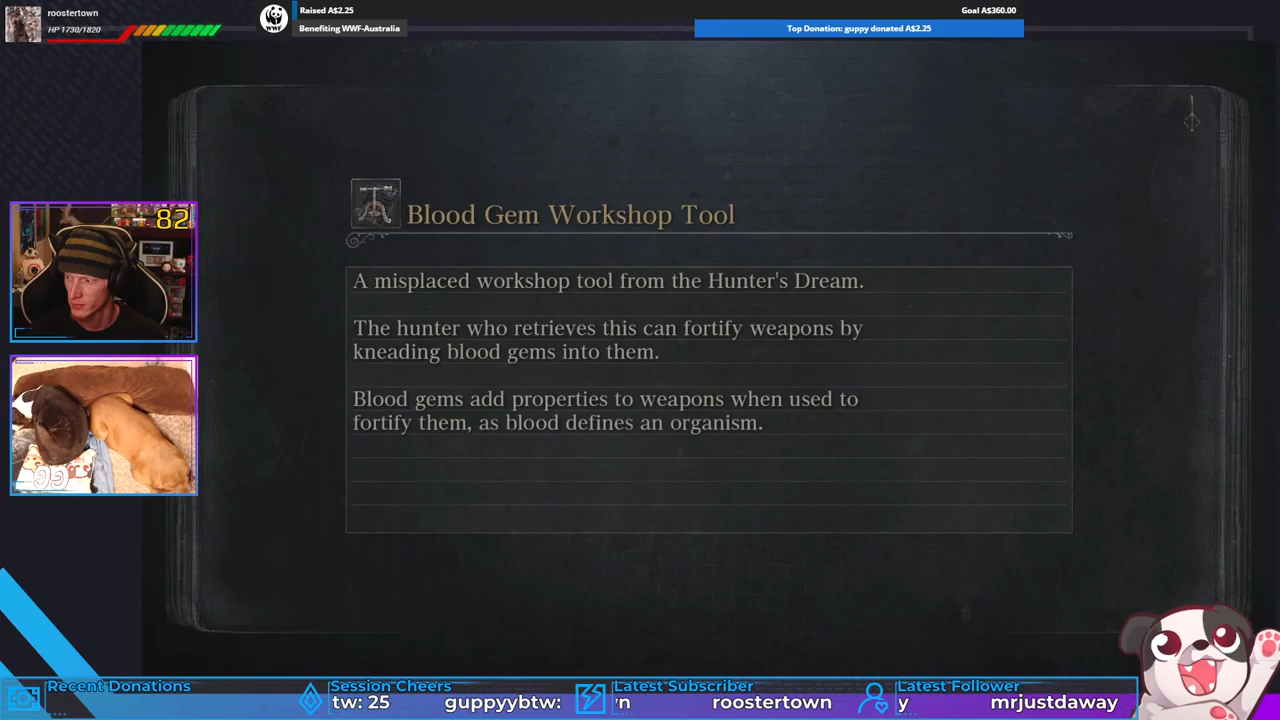 roostertown
HP 1730/1820
WWF
Raised A$2.25
Goal A$360.00
Benefiting WWF-Australia
Top Donation: guppy donated A$2.25
82
Blood Gem Workshop Tool
A misplaced workshop tool from the Hunter's Dream.
The hunter who retrieves this can fortify weapons by
kneading blood gems into them.
Blood gems add properties to weapons when used to
fortify them, as blood defines an organism.
Recent Donations
Session Cheers
tw: 25 guppyybtw:
Latest Subscriber
roostertown
Latest Follower
y mrjustdaway